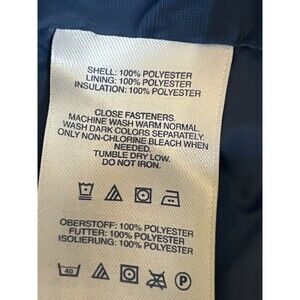 SHELL: 100% POLYESTER
LINING: 100% POLYESTER
INSULATION: 100% POLYESTER
CLOSE FASTENERS.
MACHINE WASH WARM NORMAL.
WASH DARK COLORS SEPARATELY.
ONLY NON-CHLORINE BLEACH WHEN
NEEDED.
TUMBLE DRY LOW.
DO NOT IRON.
OBERSTOFF: 100% POLYESTER
FUTTER: 100% POLYESTER
ISOLIERUNG: 100% POLYESTER
40 P